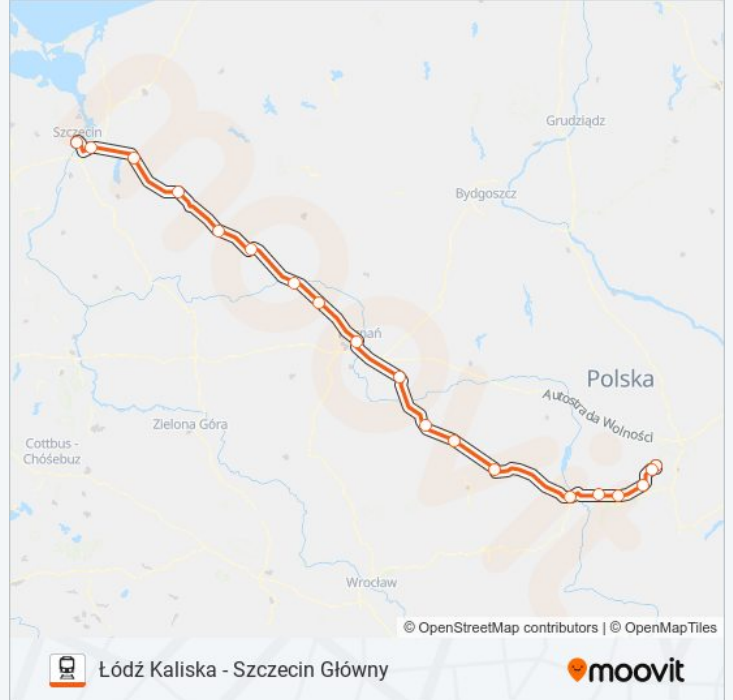 Szczecin
Grudziądz
Bydgoszcz
Polska
Autostrada Wolności
Zielona Góra
Cottbus -
Chóśebuz
Wrocław
© OpenStreetMap contributors | © OpenMapTiles
Łódź Kaliska - Szczecin Główny
moovit